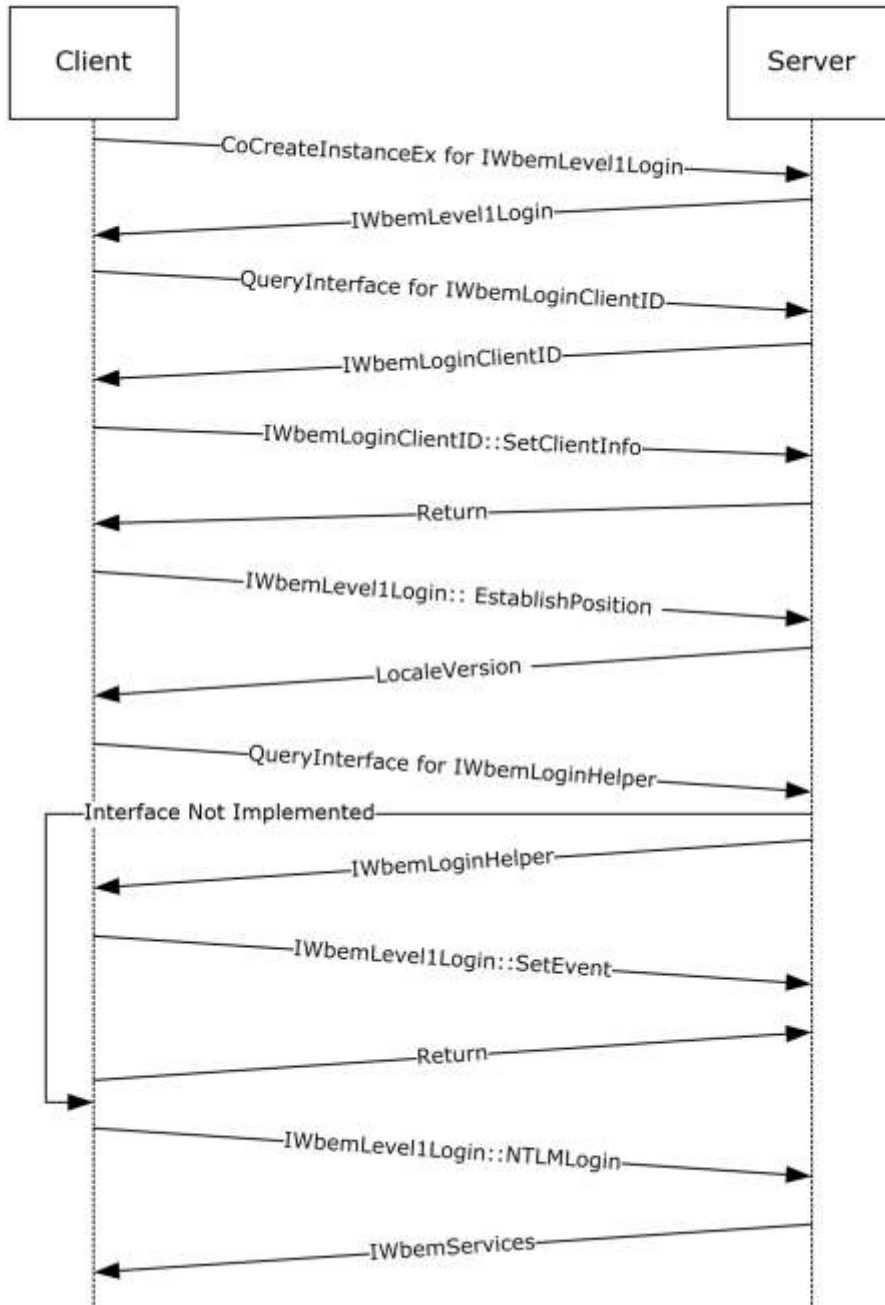 Client
Server
CoCreateInstanceEx for IWbemLevel1Login
IWbemLevel1Login
QueryInterface for IWbemLoginClientID
IWbemLoginClientID
IWbemLoginClientID::SetClientInfo
Return
IWbemLevel1Login:: EstablishPosition
LocaleVersion
QueryInterface for IWbemLoginHelper
Interface Not Implemented
IWbemLoginHelper
IWbemLevel1Login::SetEvent
Return
IWbemLevel1Login::NTLMLogin
IWbemServices